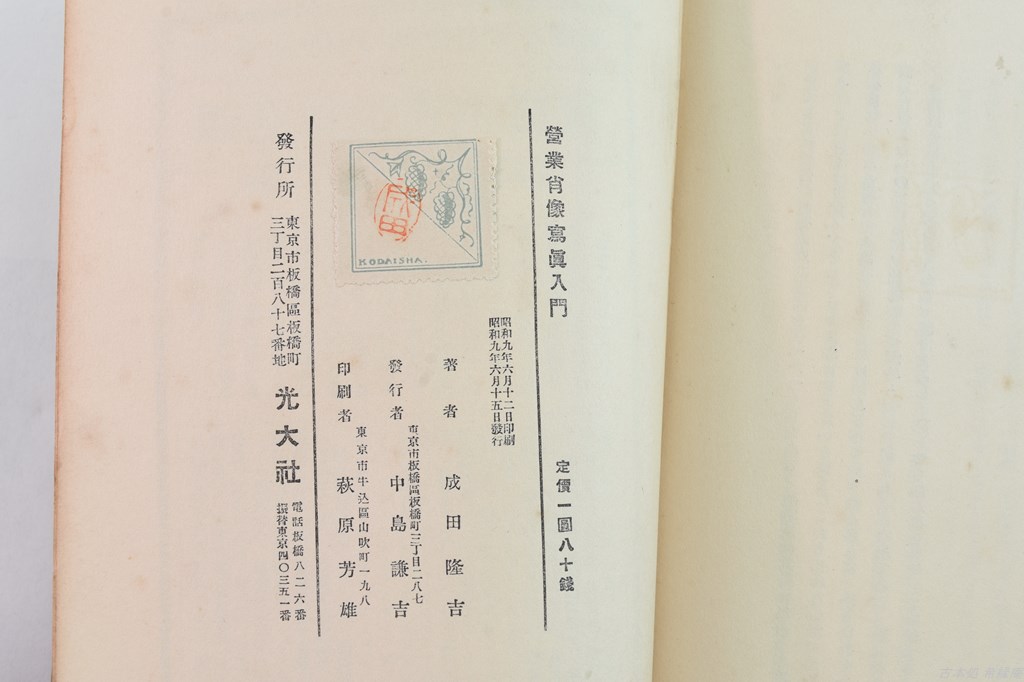 營業肖像寫眞入門
定價一圓八十錢
昭和九年六月十二日印刷
昭和九年六月十五日發行
著者 成田隆吉
東京市板橋區板橋町三丁目二八七
發行者 中島謙吉
東京市牛込區山吹町一九八
印刷者 萩原芳雄
KODAISHA.
成田
發行所
東京市板橋區板橋町
三丁目二百八十七番地
光大社
電話板橋八二六番
振替東京四〇三五一番